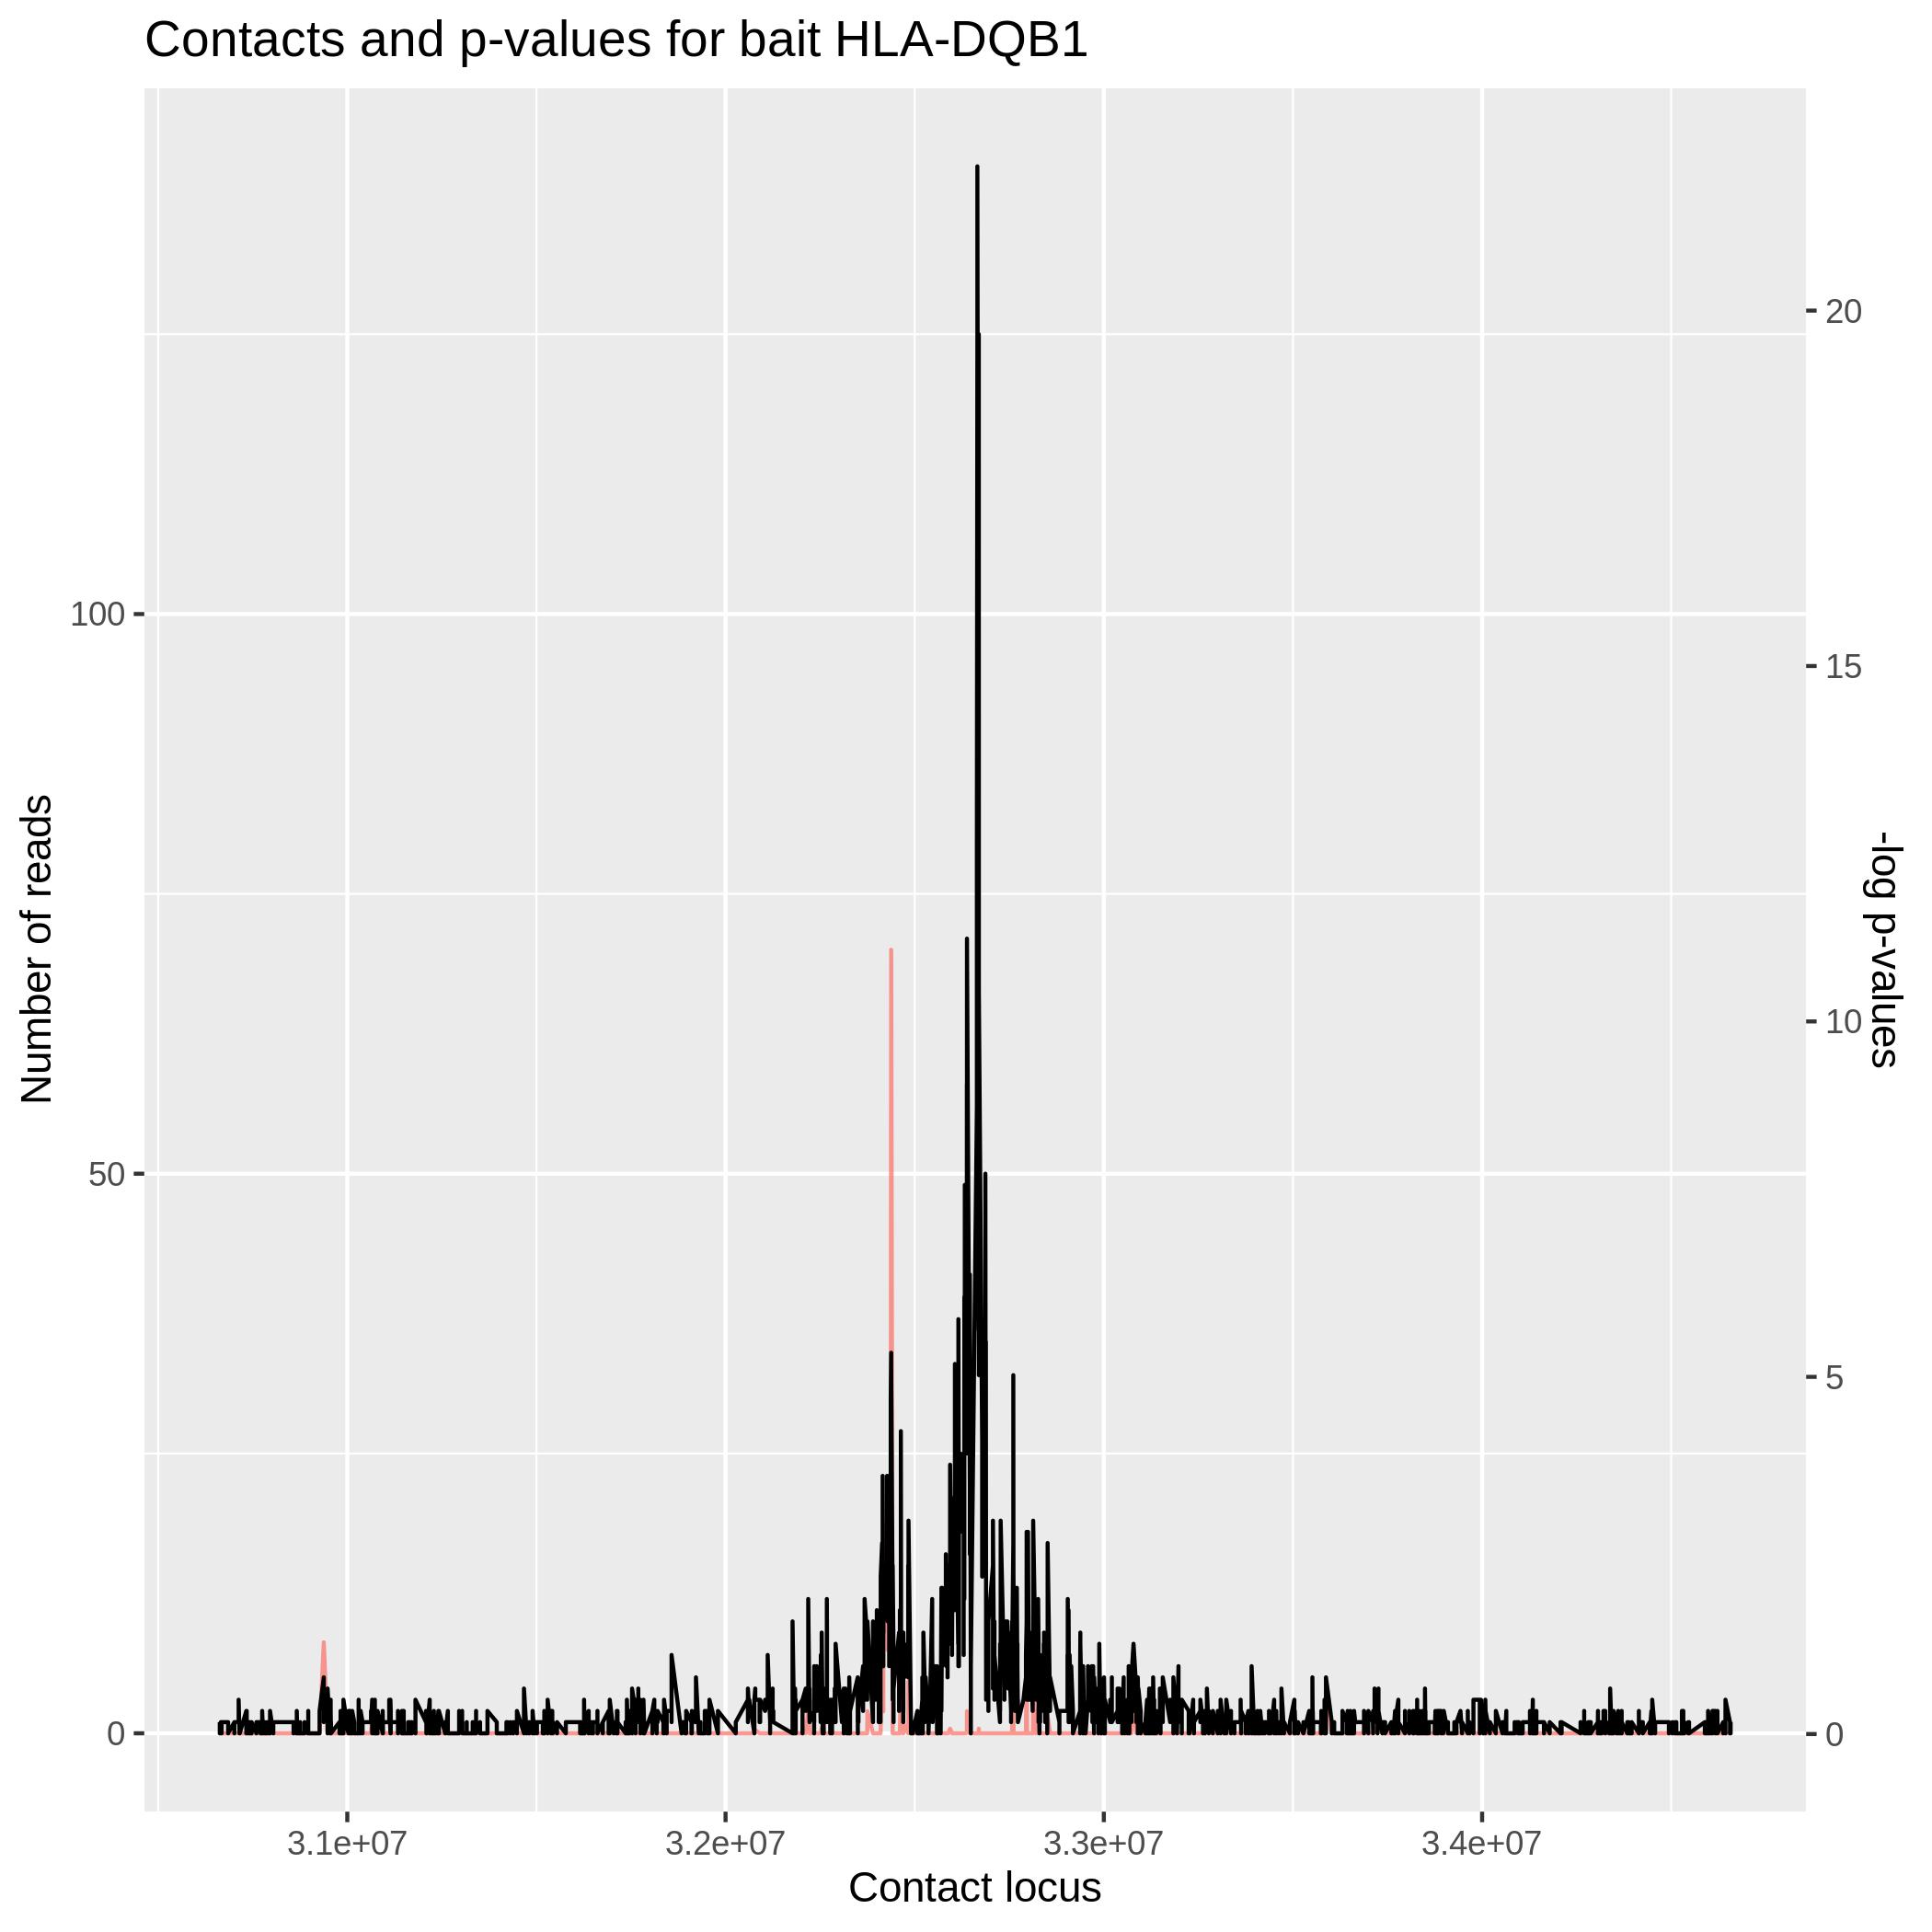 Contacts and p-values for bait HLA-DQB1
Number of reads
100
50
0
20
15
10
5
0
-log p-values
3.1e+07 3.2e+07 3.3e+07 3.4e+07
Contact locus